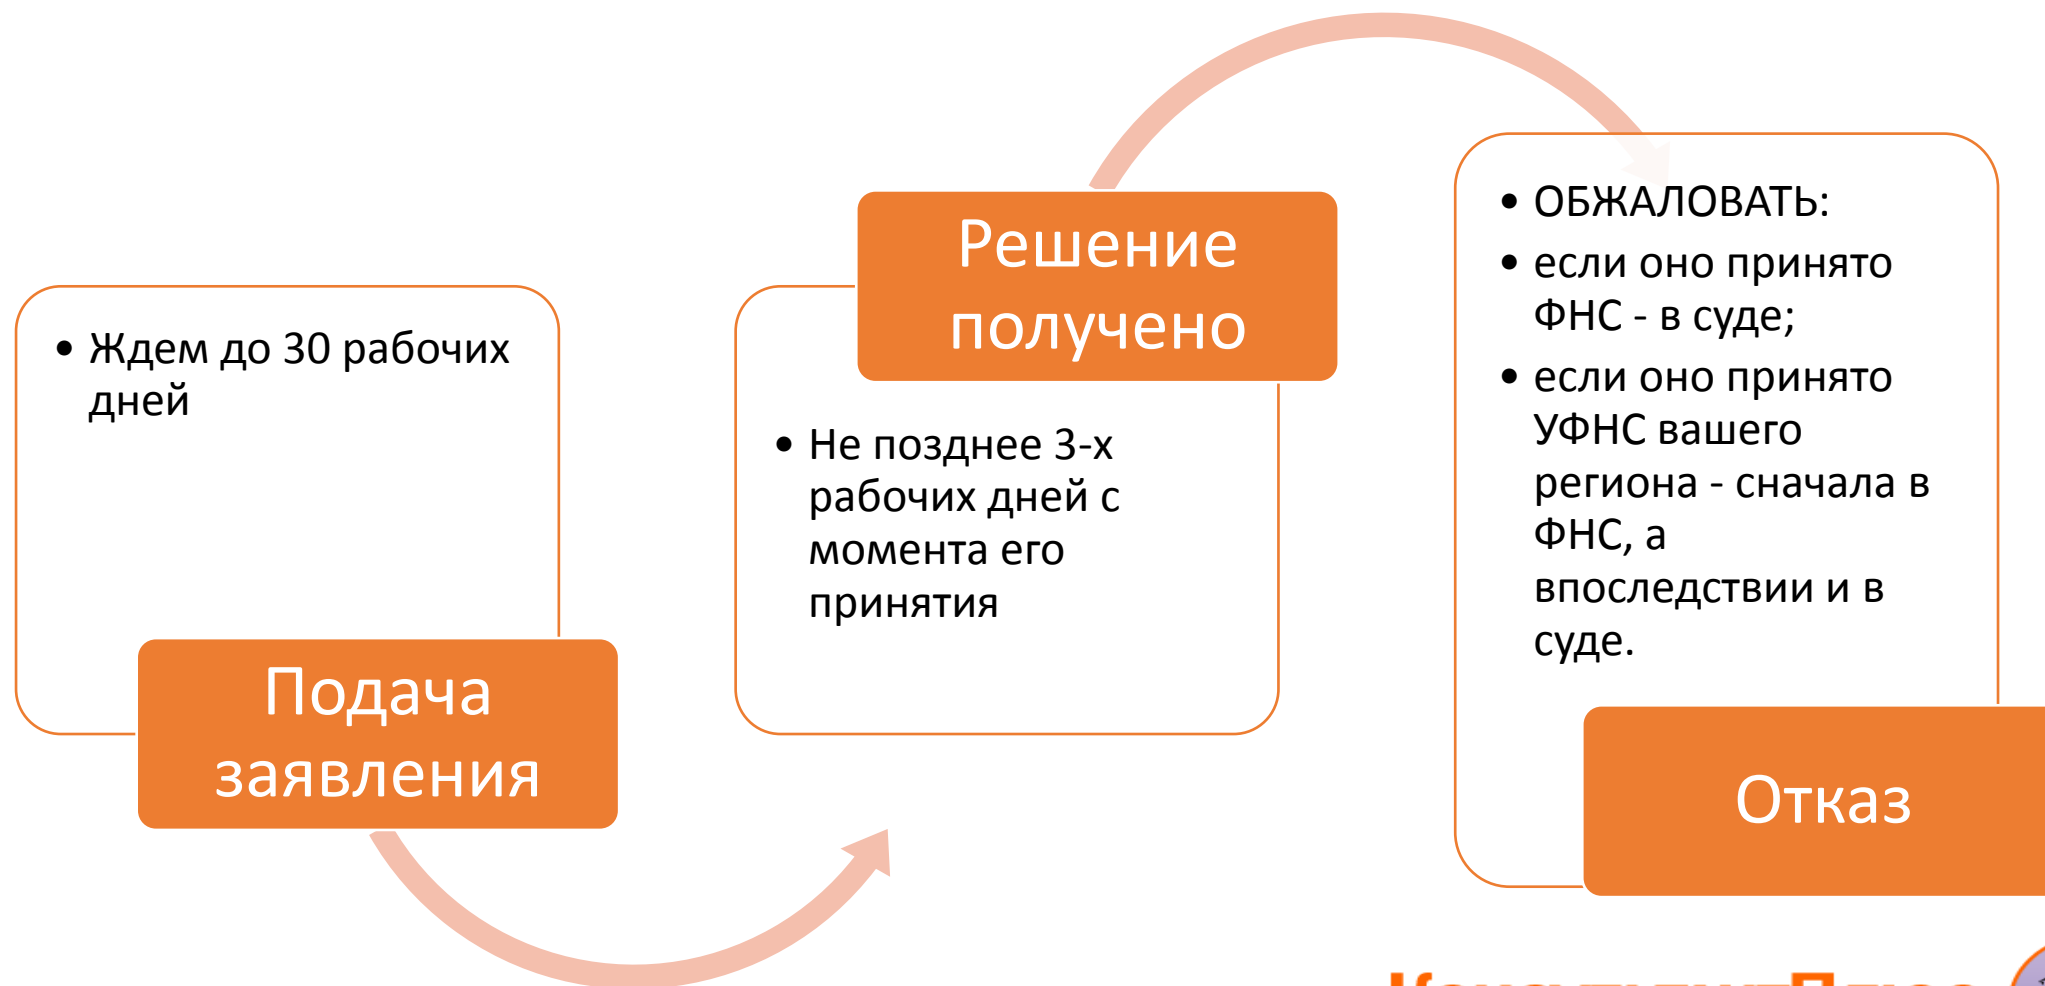 • Ждем до 30 рабочих
дней
Подача
заявления
Решение
получено
• Не позднее 3-х
рабочих дней с
момента его
принятия
• ОБЖАЛОВАТЬ:
• если оно принято
ФНС - в суде;
• если оно принято
УФНС вашего
региона - сначала в
ФНС, а
впоследствии и в
суде.
Отказ